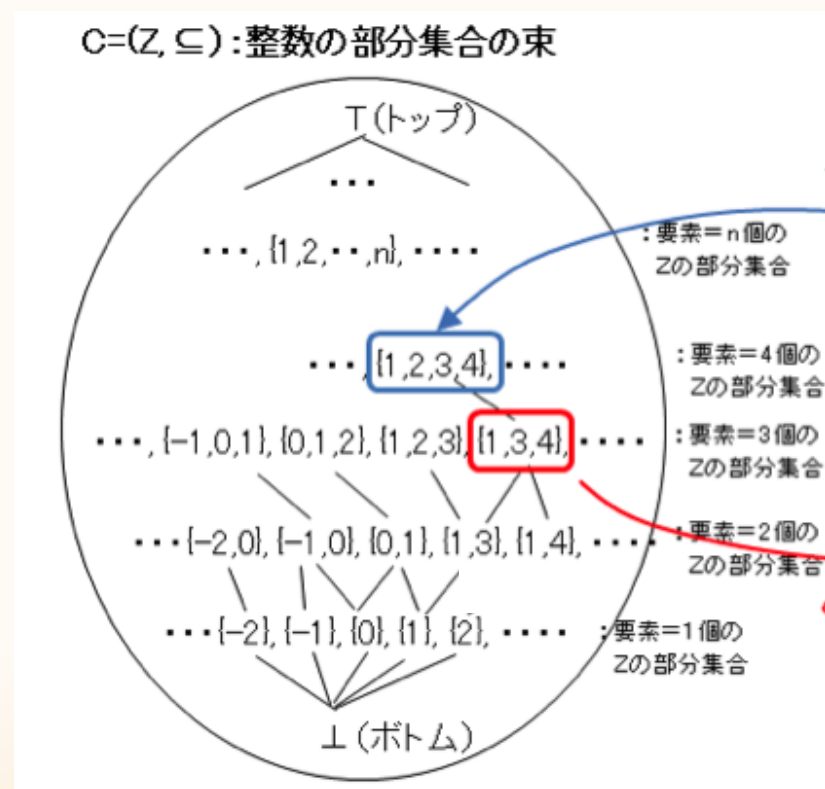 C=(Z, ⊆) : 整数の部分集合の束
⊤(トップ)
・・・
・・・, {1,2,・・,n}, ・・・・
:要素=n個の
Zの部分集合
・・・, {1,2,3,4}, ・・・・
:要素=4個の
Zの部分集合
・・・, {-1,0,1}, {0,1,2}, {1,2,3}, {1,3,4}, ・・・・
:要素=3個の
Zの部分集合
・・・{-2,0}, {-1,0}, {0,1}, {1,3}, {1,4}, ・・・・
:要素=2個の
Zの部分集合
・・・{-2}, {-1}, {0}, {1}, {2}, ・・・・
:要素=1個の
Zの部分集合
⊥(ボトム)